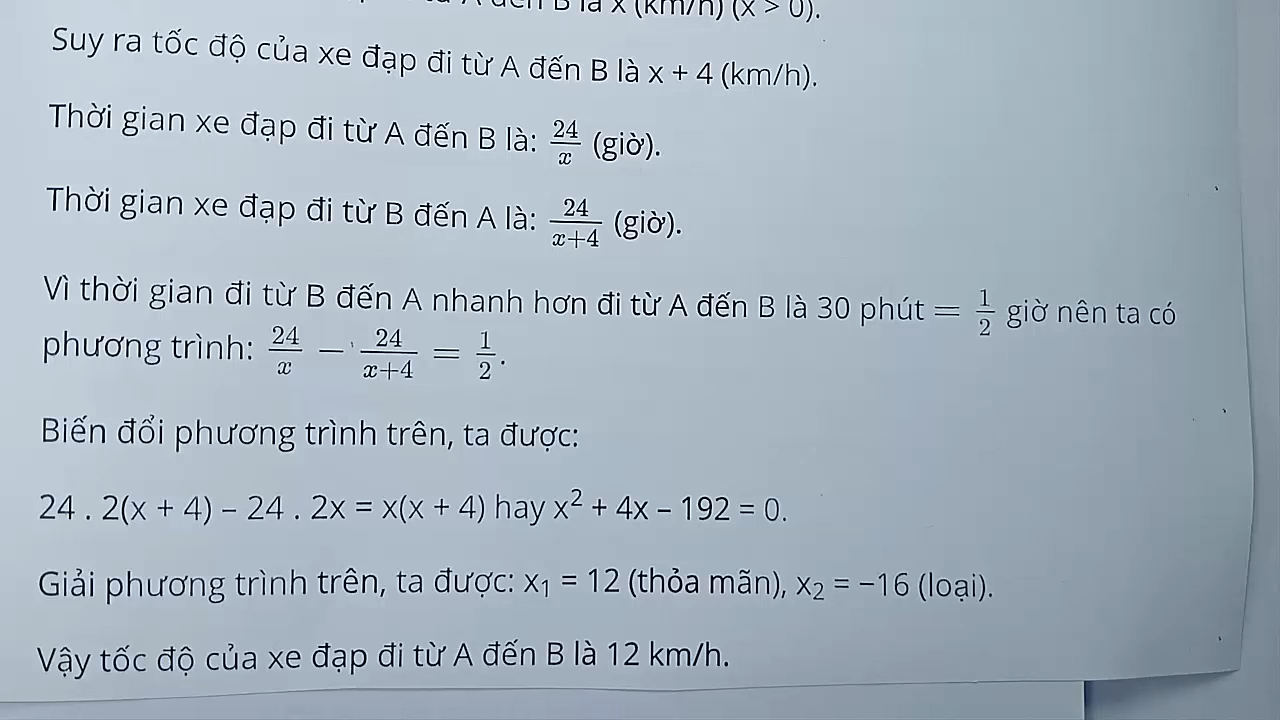 B là x (km/h) (x > 0).
Suy ra tốc độ của xe đạp đi từ A đến B là x + 4 (km/h).
Thời gian xe đạp đi từ A đến B là: 24/x (giờ).
Thời gian xe đạp đi từ B đến A là: 24/(x+4) (giờ).
Vì thời gian đi từ B đến A nhanh hơn đi từ A đến B là 30 phút = 1/2 giờ nên ta có
phương trình: 24/x − 24/(x+4) = 1/2.
Biến đổi phương trình trên, ta được:
24 . 2(x + 4) – 24 . 2x = x(x + 4) hay x² + 4x – 192 = 0.
Giải phương trình trên, ta được: x₁ = 12 (thỏa mãn), x₂ = −16 (loại).
Vậy tốc độ của xe đạp đi từ A đến B là 12 km/h.